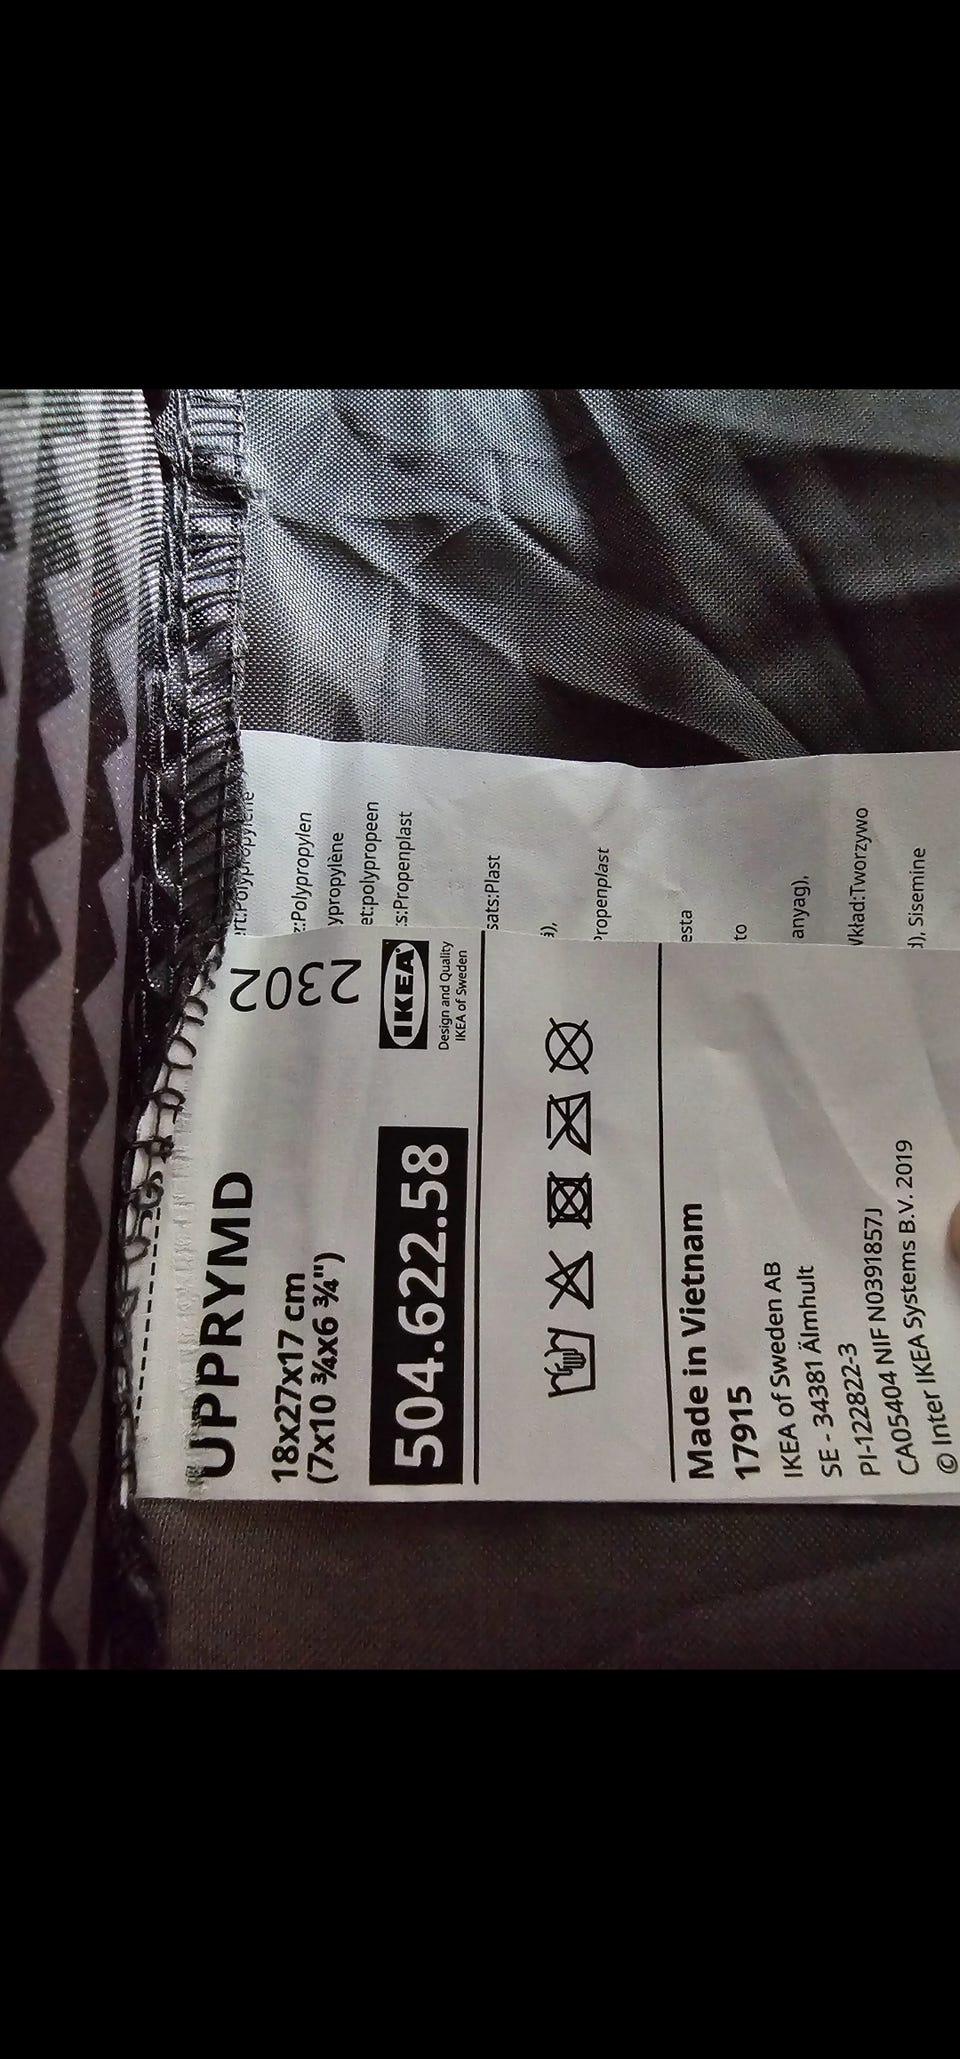 UPPRYMD
2302
18x27x17 cm
(7x10 ¾x6 ¾")
504.622.58
IKEA
Design and Quality
IKEA of Sweden
Made in Vietnam
17915
IKEA of Sweden AB
SE - 34381 Älmhult
PI-122822-3
CA05404 NIF N0391857J
© Inter IKEA Systems B.V. 2019
rt:Polypropylene
z:Polypropylen
ypropylène
et:polypropeen
s:Propenplast
sats:Plast
Propenplast
esta
to
anyag),
Wkład:Tworzywo
), Sisemine